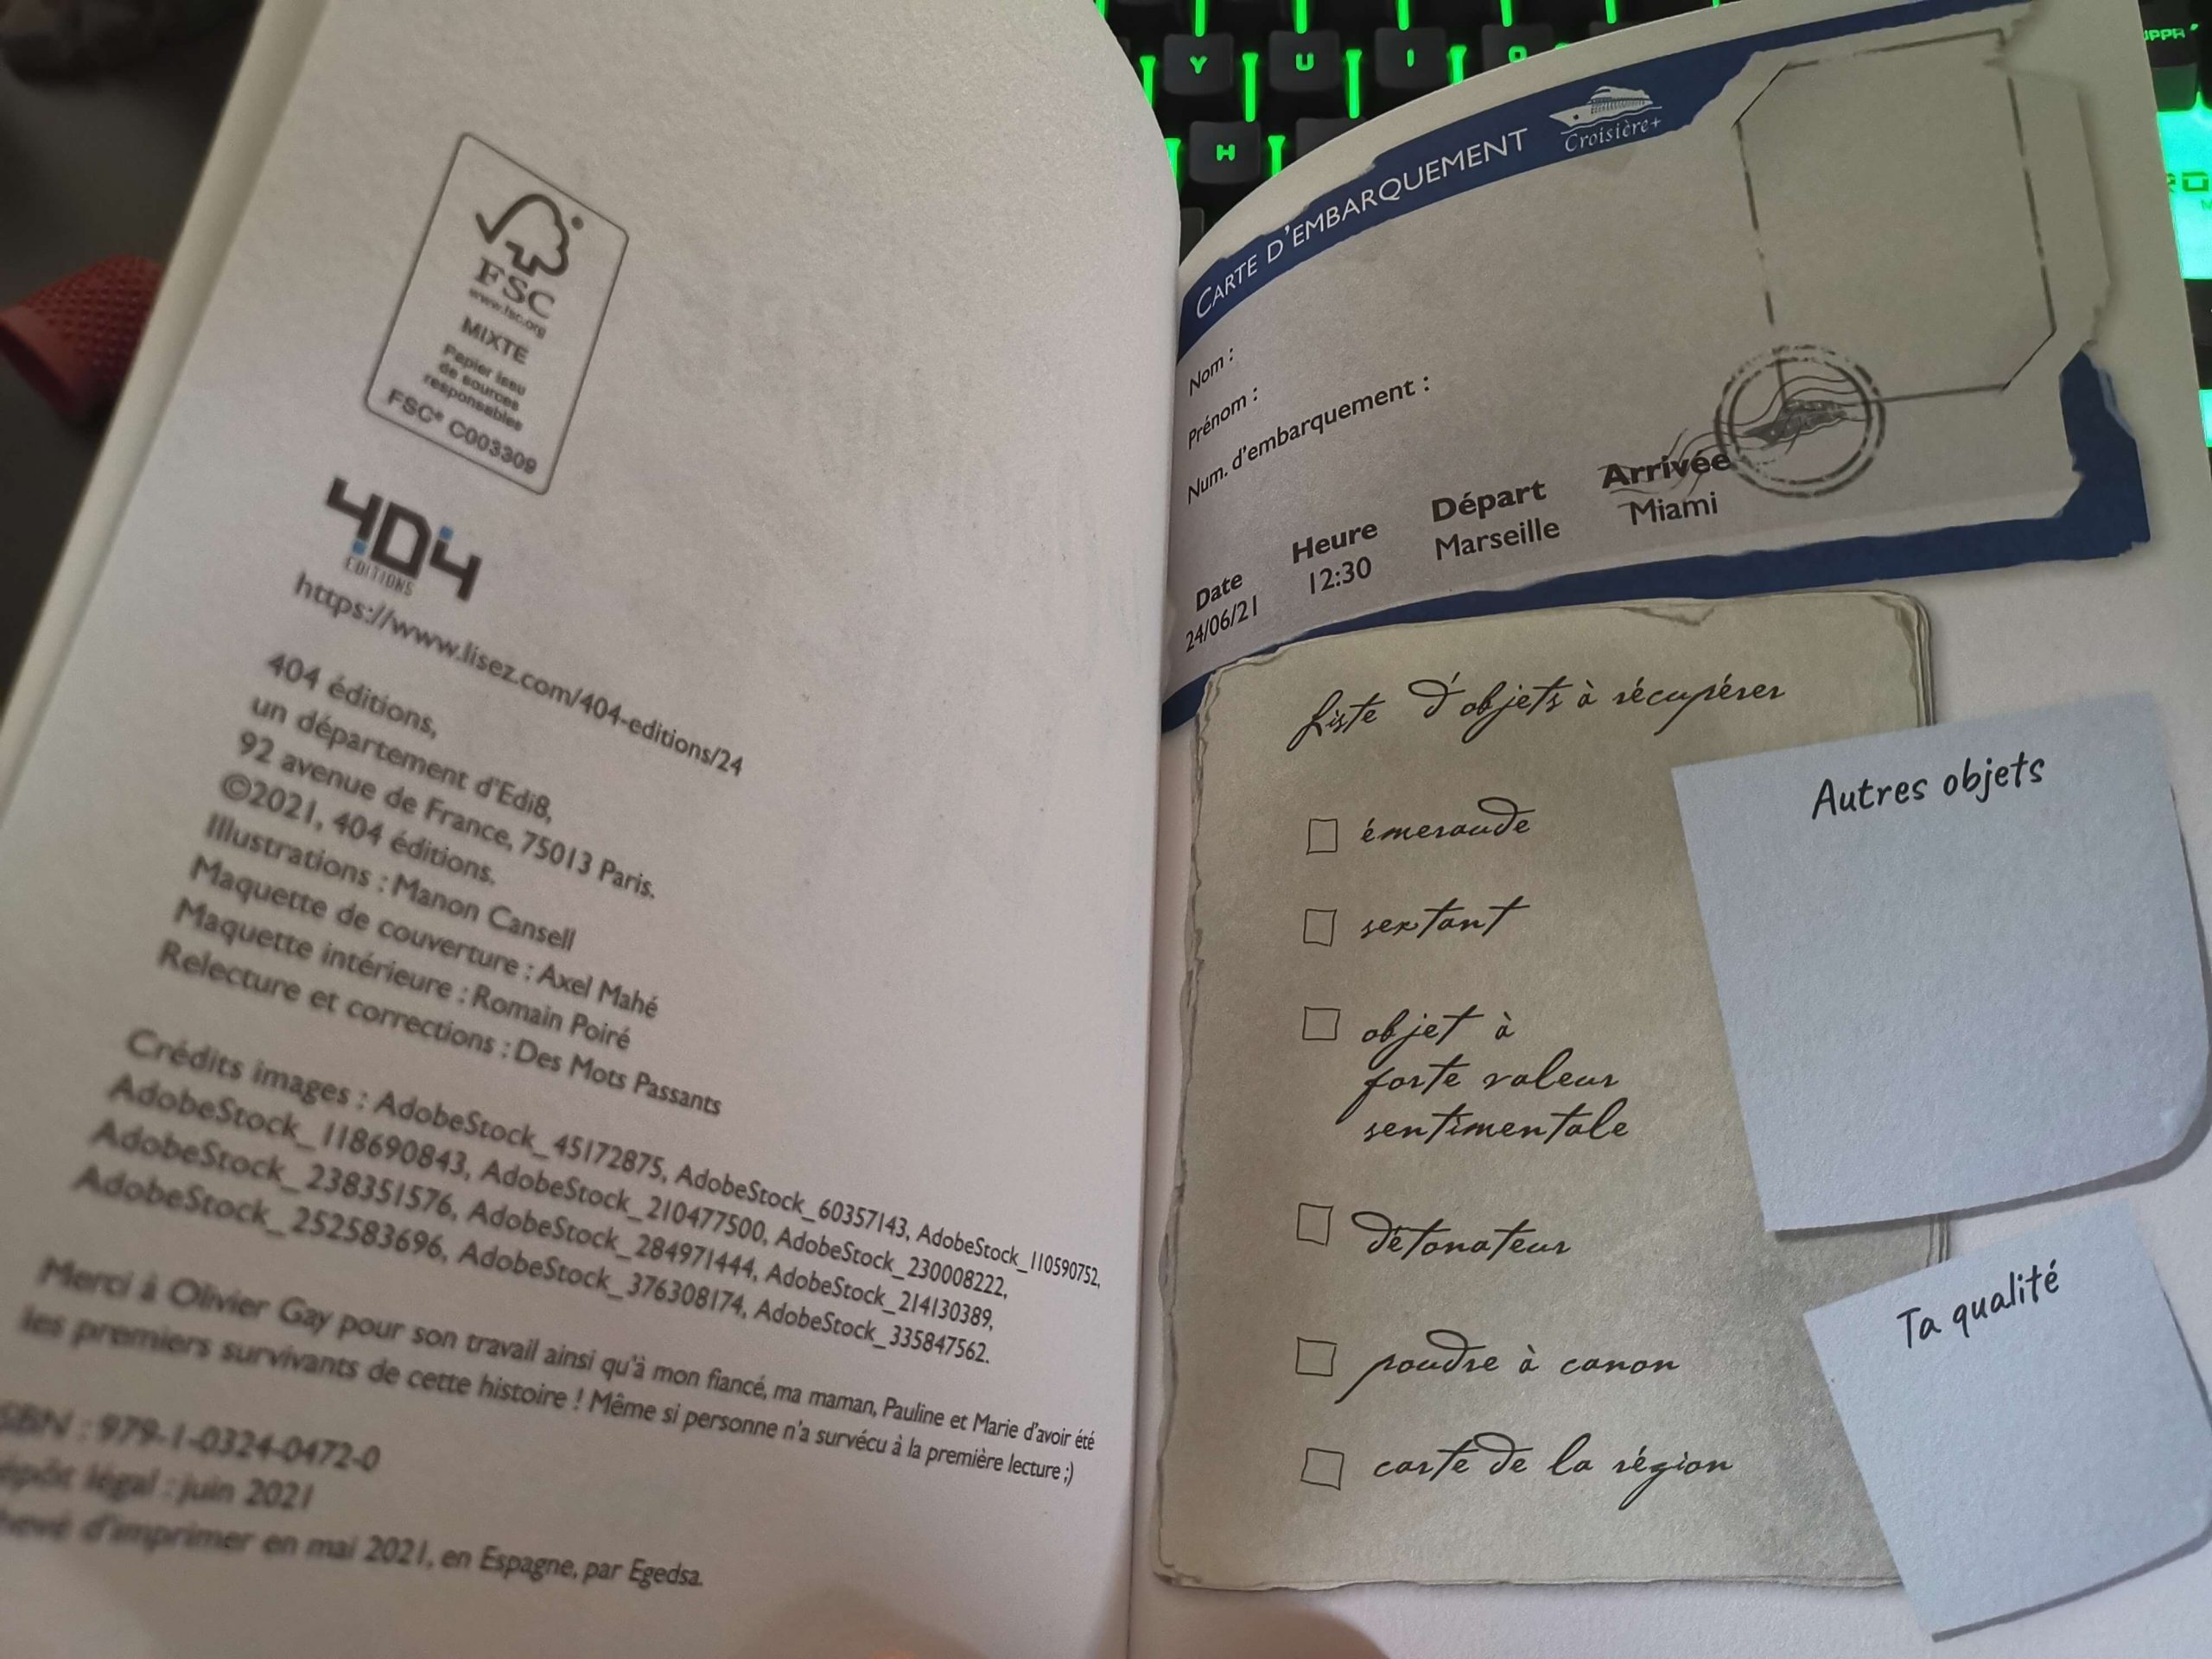 FSC
www.fsc.org
MIXTE
Papier issu
de sources
responsables
FSC® C003309
404
ÉDITIONS
https://www.lisez.com/404-editions/24
404 éditions,
un département d'Edi8,
92 avenue de France, 75013 Paris.
©2021, 404 éditions.
Illustrations : Manon Cansell
Maquette de couverture : Axel Mahé
Maquette intérieure : Romain Poiré
Relecture et corrections : Des Mots Passants
Crédits images : AdobeStock_45172875, AdobeStock_60357143, AdobeStock_110590752,
AdobeStock_118690843, AdobeStock_210477500, AdobeStock_230008222,
AdobeStock_238351576, AdobeStock_284971444, AdobeStock_214130389,
AdobeStock_252583696, AdobeStock_376308174, AdobeStock_335847562.
Merci à Olivier Gay pour son travail ainsi qu'à mon fiancé, ma maman, Pauline et Marie d'avoir été
les premiers survivants de cette histoire ! Même si personne n'a survécu à la première lecture ;)
ISBN : 979-1-0324-0472-0
légal : juin 2021
d'imprimer en mai 2021, en Espagne, par Egedsa.
Y U I O
H
SUPPR
CARTE D'EMBARQUEMENT
Croisière+
Nom :
Prénom :
Num. d'embarquement :
Date Heure Départ Arrivée
24/06/21 12:30 Marseille Miami
Liste d'objets à récupérer
émeraude
sextant
objet à
forte valeur
sentimentale
détonateur
poudre à canon
carte de la région
Autres objets
Ta qualité